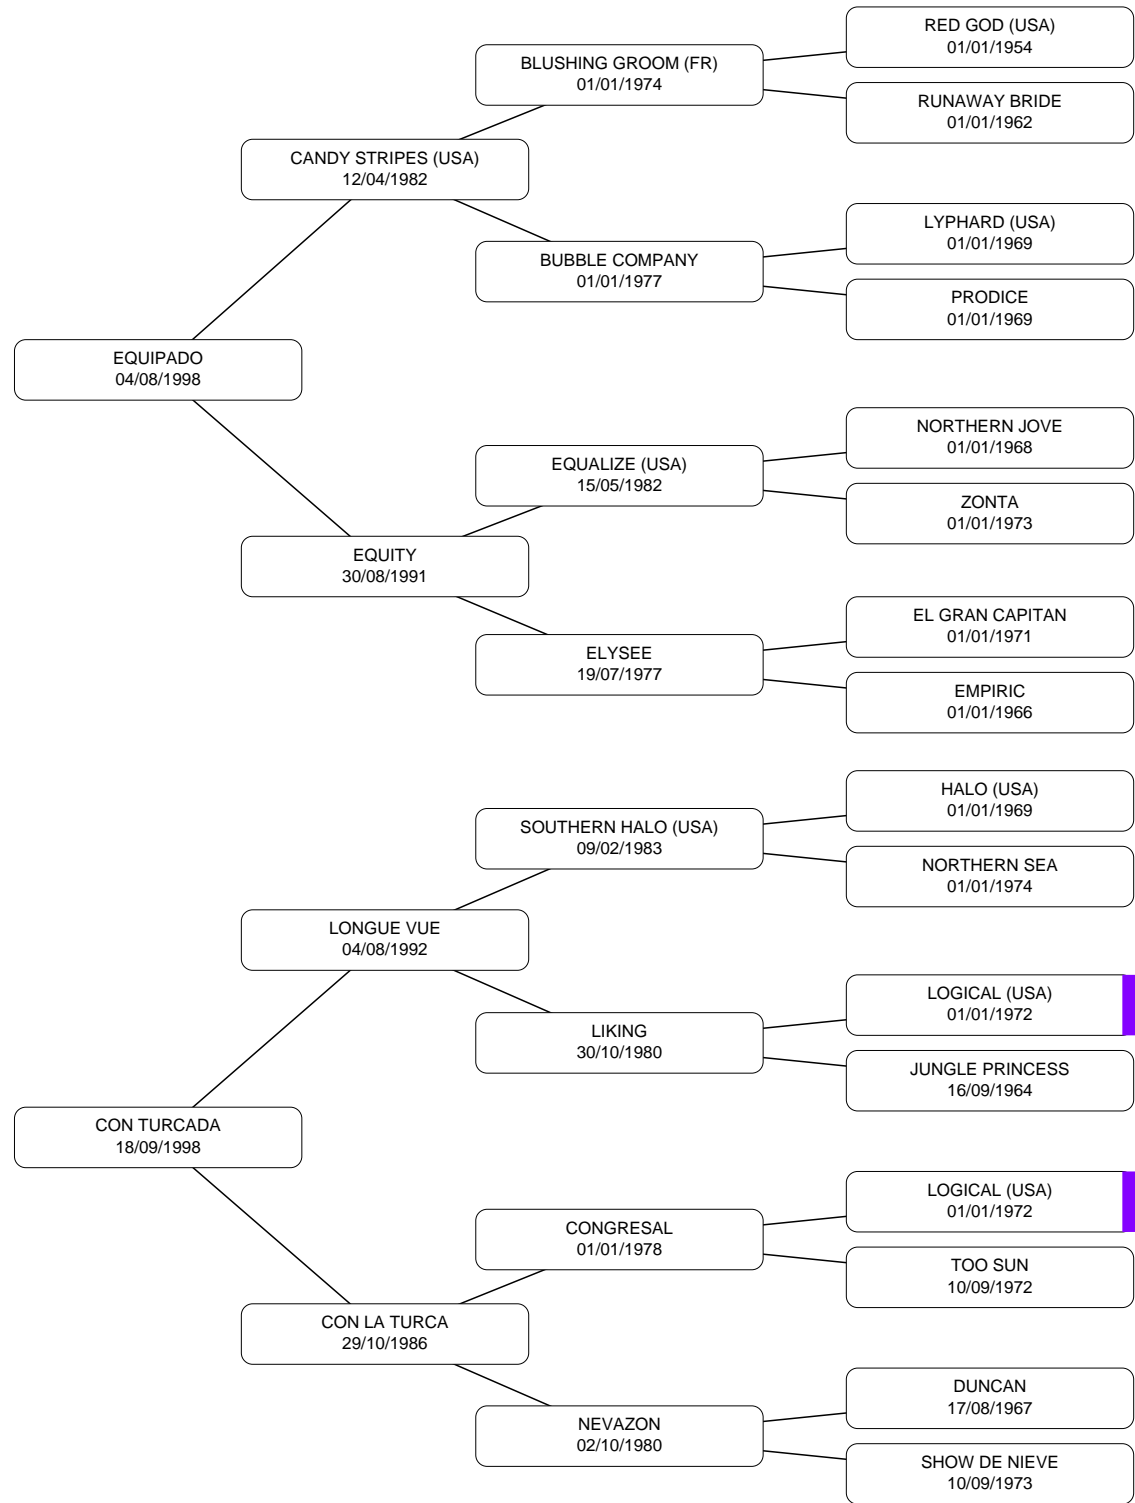 RED GOD (USA)
01/01/1954
BLUSHING GROOM (FR)
01/01/1974
RUNAWAY BRIDE
01/01/1962
CANDY STRIPES (USA)
12/04/1982
LYPHARD (USA)
01/01/1969
BUBBLE COMPANY
01/01/1977
PRODICE
01/01/1969
EQUIPADO
04/08/1998
NORTHERN JOVE
01/01/1968
EQUALIZE (USA)
15/05/1982
ZONTA
01/01/1973
EQUITY
30/08/1991
EL GRAN CAPITAN
01/01/1971
ELYSEE
19/07/1977
EMPIRIC
01/01/1966
HALO (USA)
01/01/1969
SOUTHERN HALO (USA)
09/02/1983
NORTHERN SEA
01/01/1974
LONGUE VUE
04/08/1992
LOGICAL (USA)
01/01/1972
LIKING
30/10/1980
JUNGLE PRINCESS
16/09/1964
CON TURCADA
18/09/1998
LOGICAL (USA)
01/01/1972
CONGRESAL
01/01/1978
TOO SUN
10/09/1972
CON LA TURCA
29/10/1986
DUNCAN
17/08/1967
NEVAZON
02/10/1980
SHOW DE NIEVE
10/09/1973